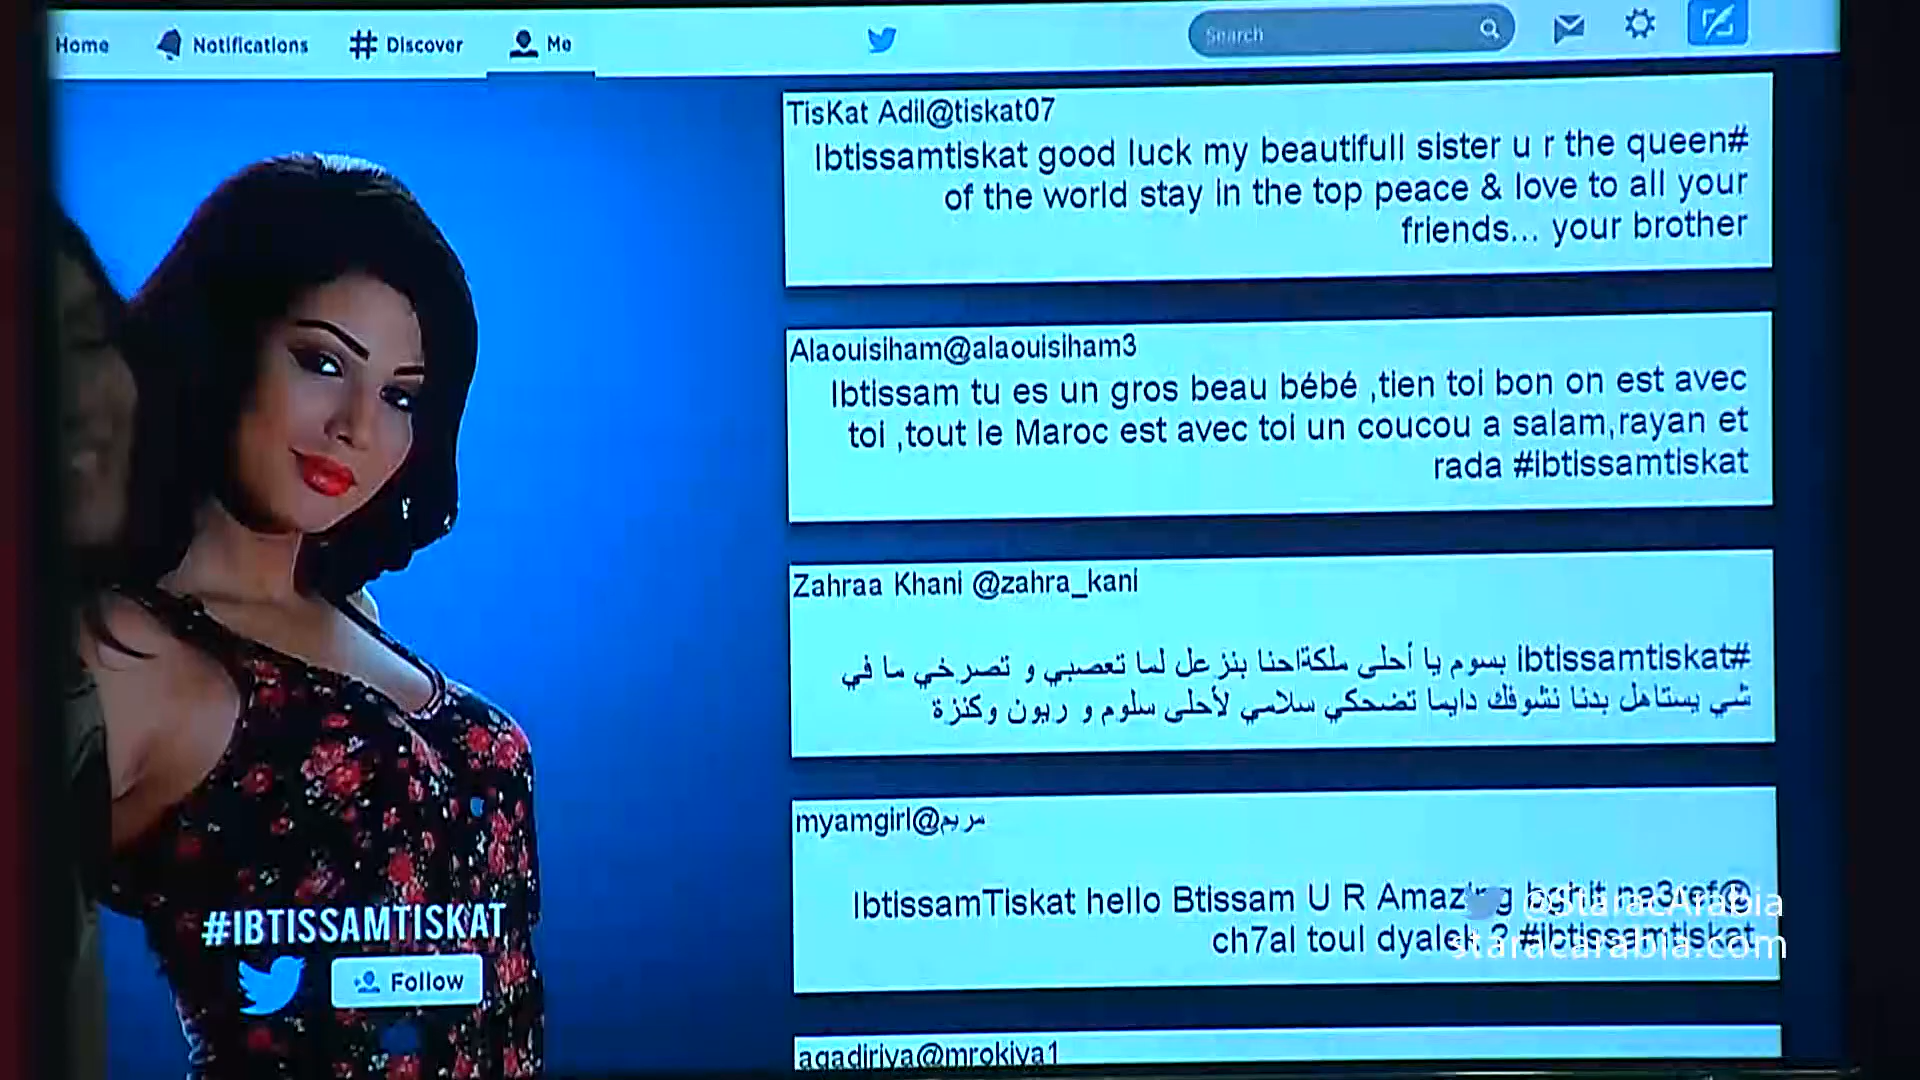 Home
Notifications
# Discover
Me
Search
TisKat Adil@tiskat07
Ibtissamtiskat good luck my beautifull sister u r the queen#
of the world stay in the top peace & love to all your
friends... your brother
Alaouisiham@alaouisiham3
Ibtissam tu es un gros beau bébé ,tien toi bon on est avec
toi ,tout le Maroc est avec toi un coucou a salam,rayan et
rada #ibtissamtiskat
Zahraa Khani @zahra_kani
#ibtissamtiskat بسوم يا أحلى ملكةاحنا بنزعل لما تعصبي و تصرخي ما في
شي يستاهل بدنا نشوفك دايما تضحكي سلامي لأحلى سلوم و ريون وكنزة
myamgirl@مريم
IbtissamTiskat hello Btissam U R Amazing bghit na3ref@
ch7al toul dyalek ? #ibtissamtiskat
agadiriya@mrokiya1
#IBTISSAMTISKAT
Follow
@StaracArabia
staracarabia.com